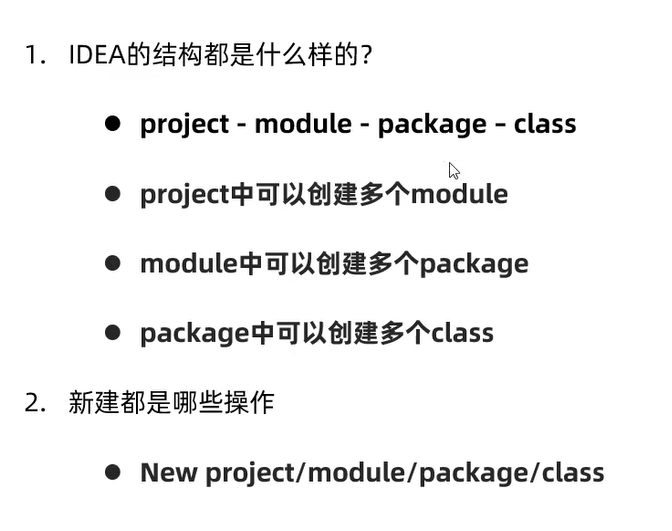 1. IDEA的结构都是什么样的？
● project - module - package – class
● project中可以创建多个module
● module中可以创建多个package
● package中可以创建多个class
2. 新建都是哪些操作
● New project/module/package/class